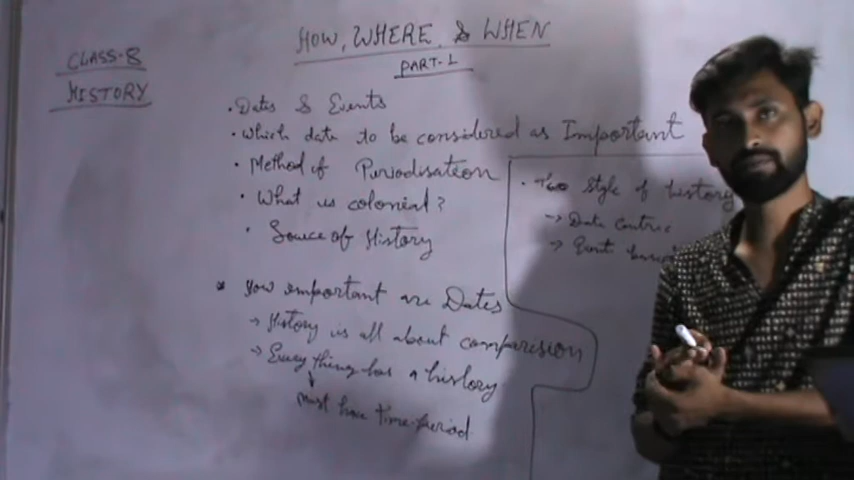 CLASS-8
HISTORY
HOW, WHERE & WHEN
PART-1
• Dates & Events
• Which date to be considered as Important
• Method of Periodisation
• What is colonial?
• Source of History
• Two Style of history
→ Date Centric
→ Event
* How important are Dates
→ History is all about comparision
→ Every thing has a history
Must have time-period